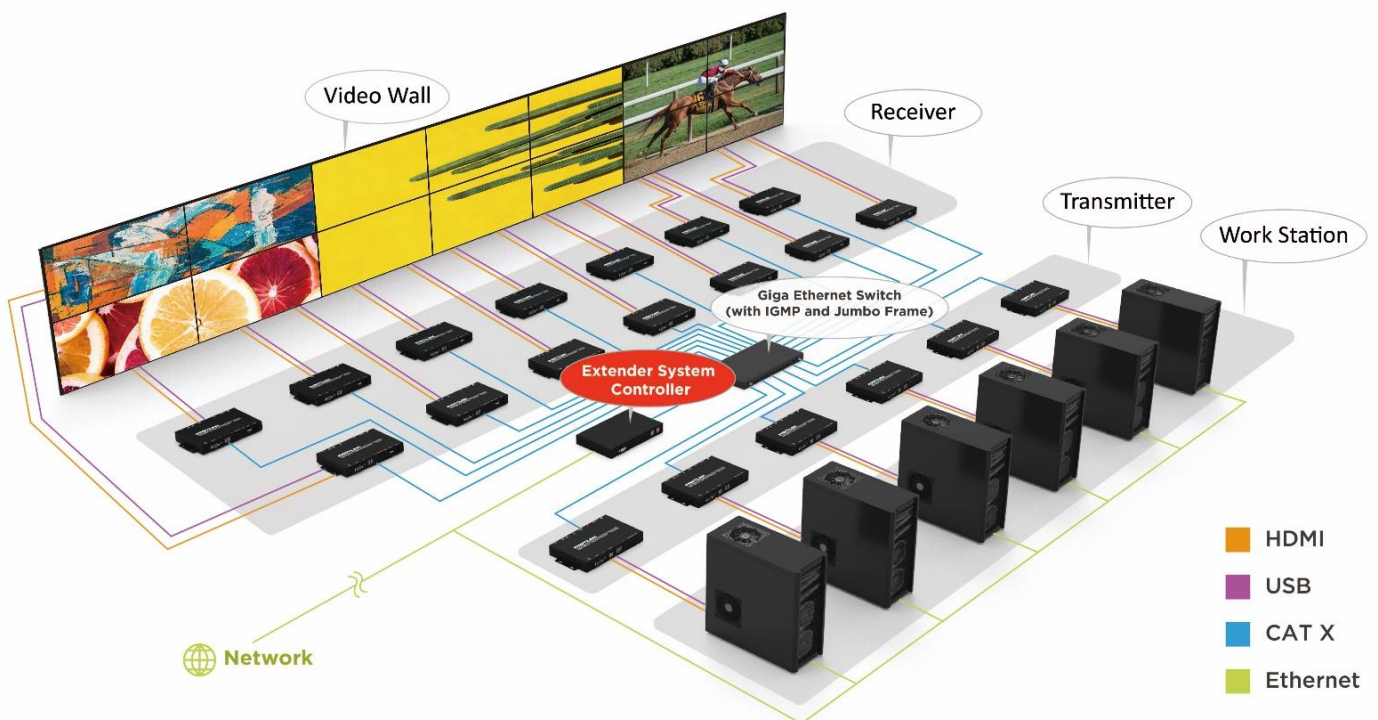 Video Wall
Receiver
Transmitter
Work Station
Giga Ethernet Switch
(with IGMP and Jumbo Frame)
Extender System
Controller
Network
HDMI
USB
CAT X
Ethernet